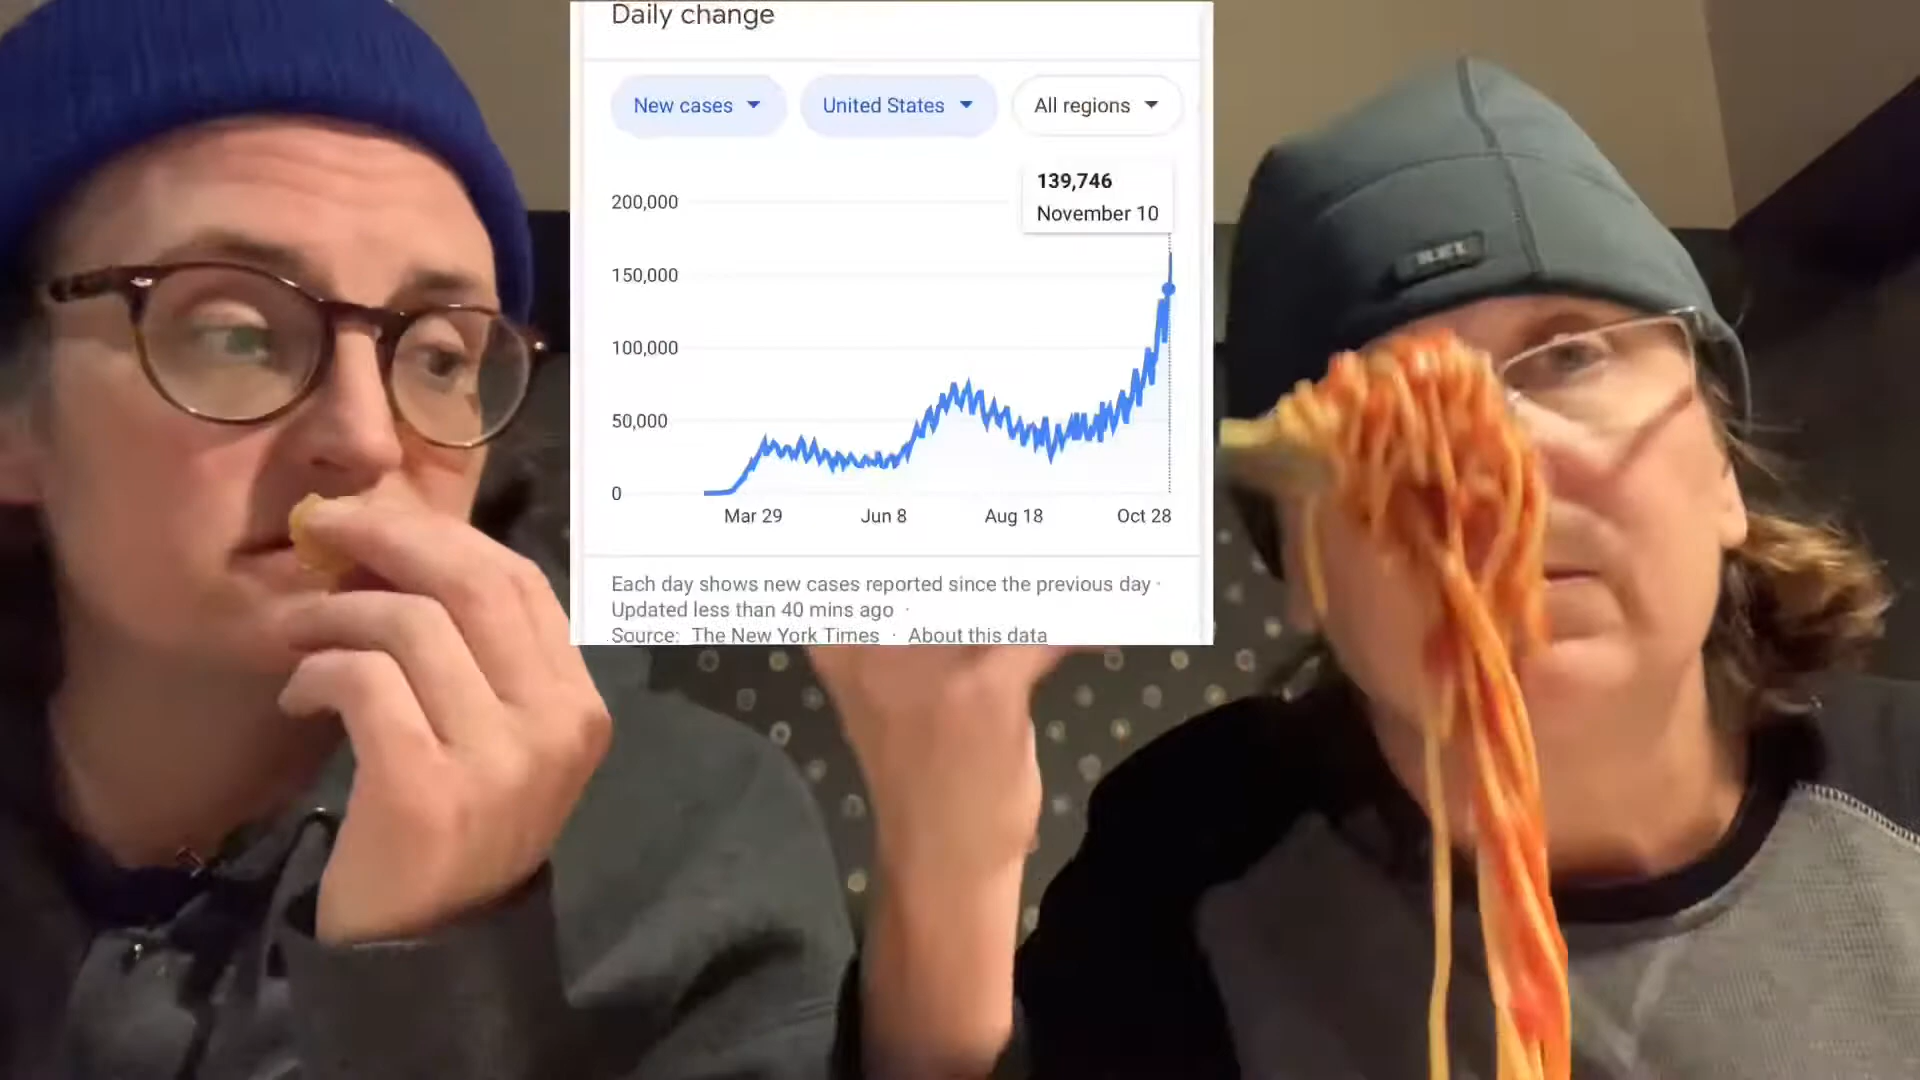 Daily change
New cases
United States
All regions
139,746
November 10
200,000
150,000
100,000
50,000
0
Mar 29
Jun 8
Aug 18
Oct 28
Each day shows new cases reported since the previous day ·
Updated less than 40 mins ago ·
Source: The New York Times · About this data